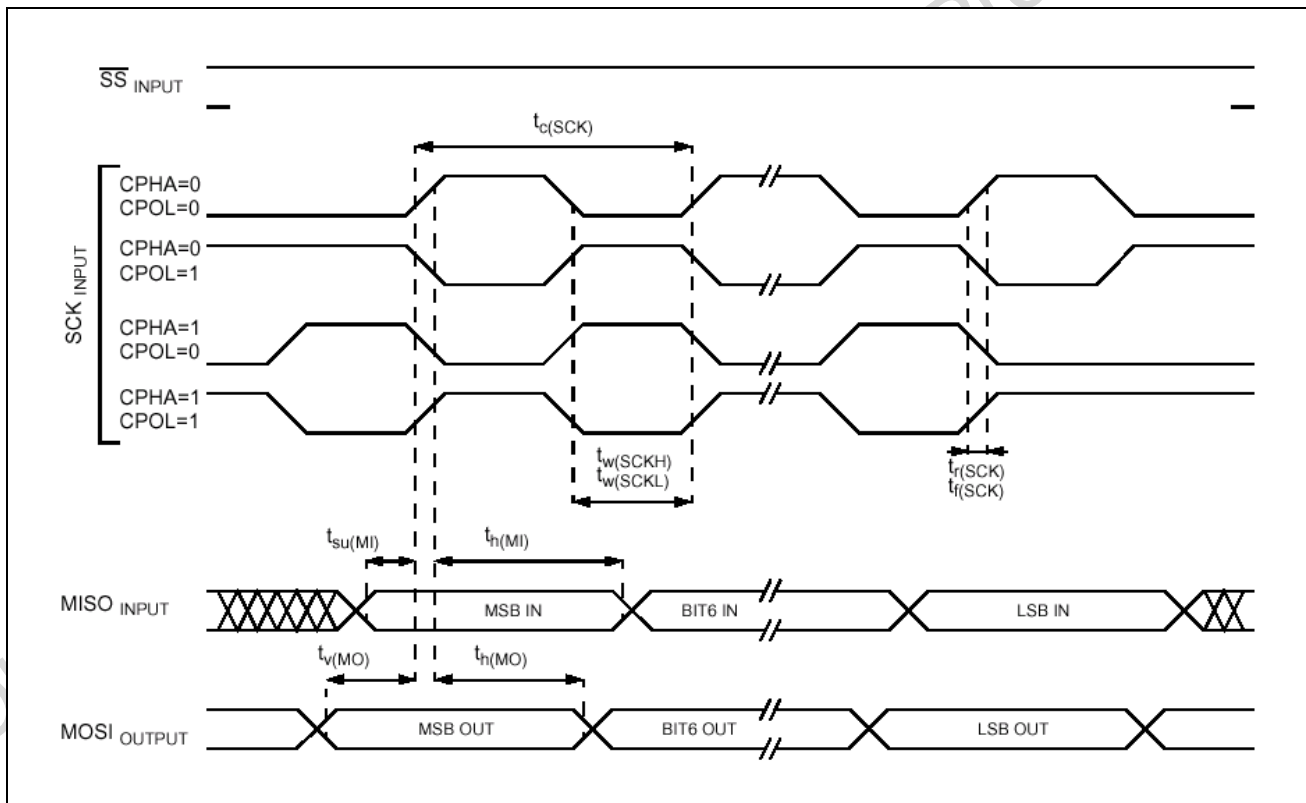 SS INPUT
tc(SCK)
SCK INPUT
CPHA=0
CPOL=0
CPHA=0
CPOL=1
CPHA=1
CPOL=0
CPHA=1
CPOL=1
tw(SCKH)
tw(SCKL)
tr(SCK)
tf(SCK)
tsu(MI)
th(MI)
MISO INPUT
MSB IN
BIT6 IN
LSB IN
tv(MO)
th(MO)
MOSI OUTPUT
MSB OUT
BIT6 OUT
LSB OUT